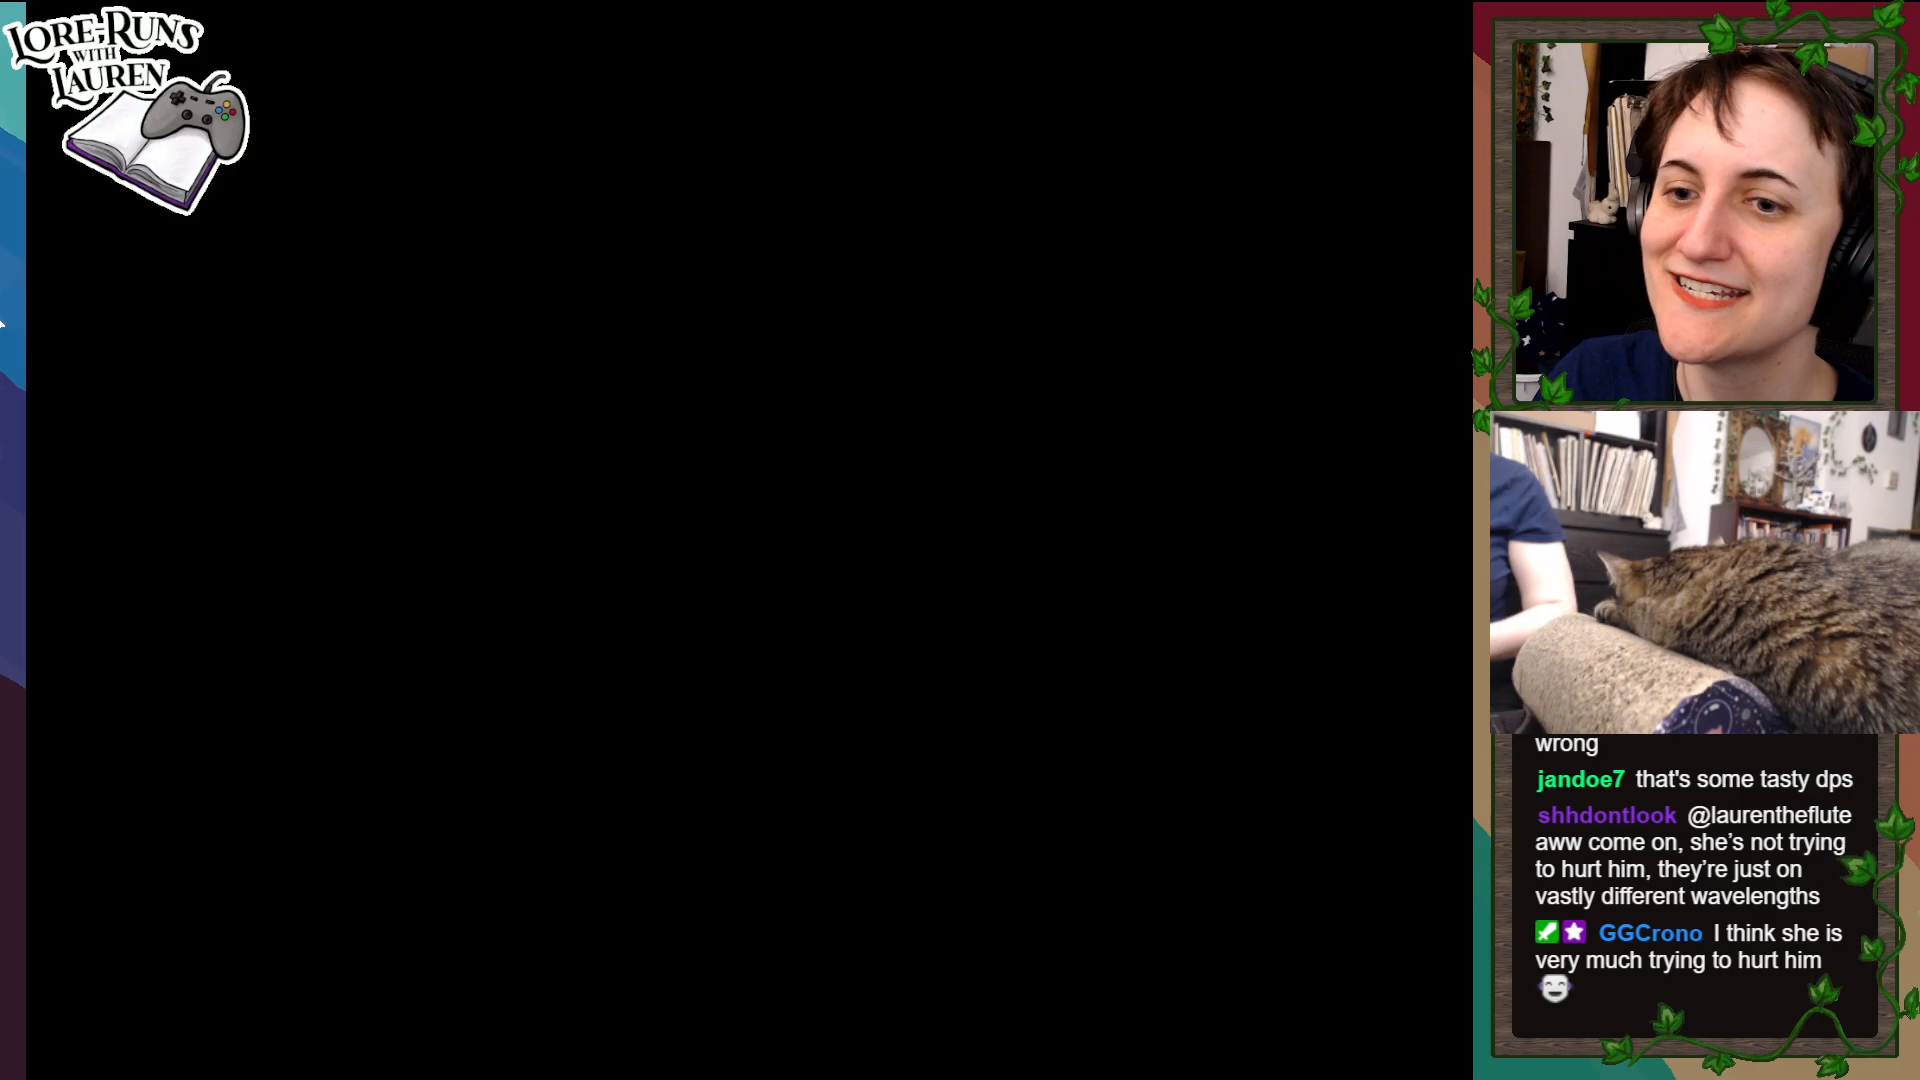 LORE-RUNS
WITH
LAUREN
wrong
jandoe7 that's some tasty dps
shhdontlook @laurentheflute
aww come on, she’s not trying
to hurt him, they’re just on
vastly different wavelengths
GGCrono I think she is
very much trying to hurt him